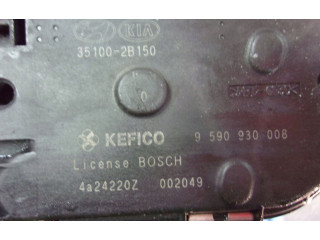 KIA
35100-2B150
KEFICO 9 590 930 008
License BOSCH
4a24220Z 002049